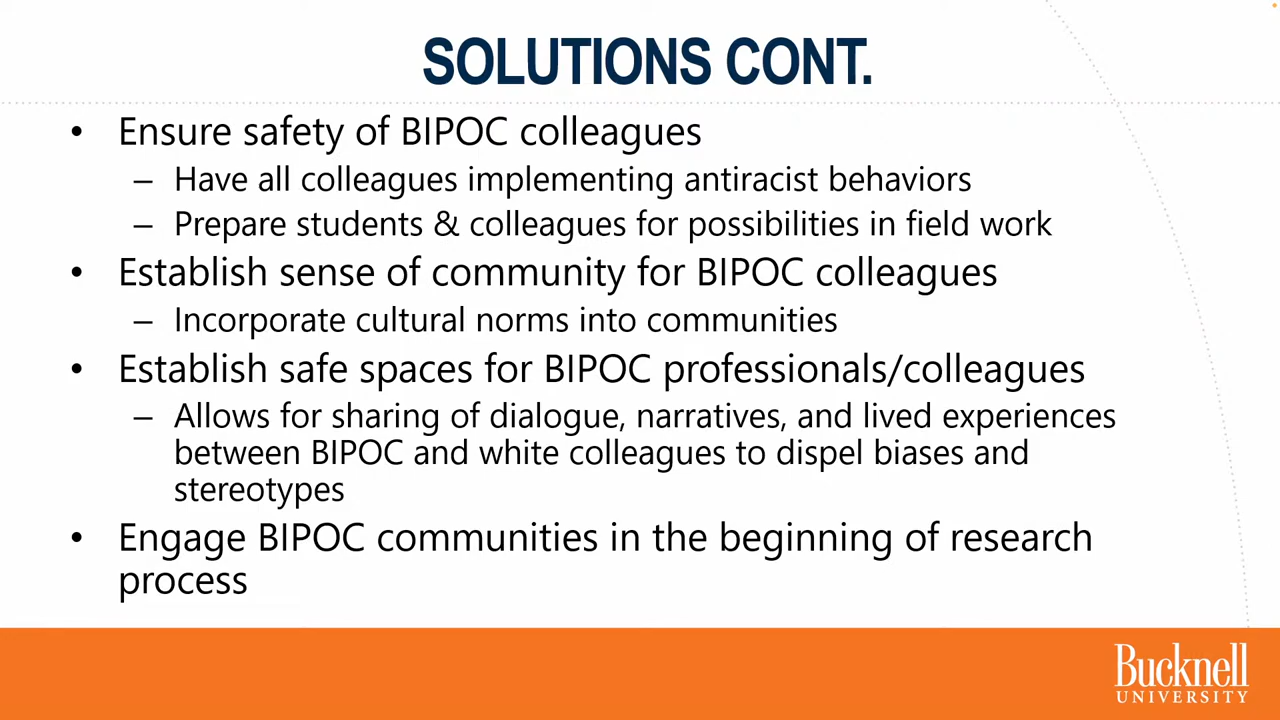 SOLUTIONS CONT.
• Ensure safety of BIPOC colleagues
– Have all colleagues implementing antiracist behaviors
– Prepare students & colleagues for possibilities in field work
• Establish sense of community for BIPOC colleagues
– Incorporate cultural norms into communities
• Establish safe spaces for BIPOC professionals/colleagues
– Allows for sharing of dialogue, narratives, and lived experiences
between BIPOC and white colleagues to dispel biases and
stereotypes
• Engage BIPOC communities in the beginning of research
process
Bucknell
UNIVERSITY